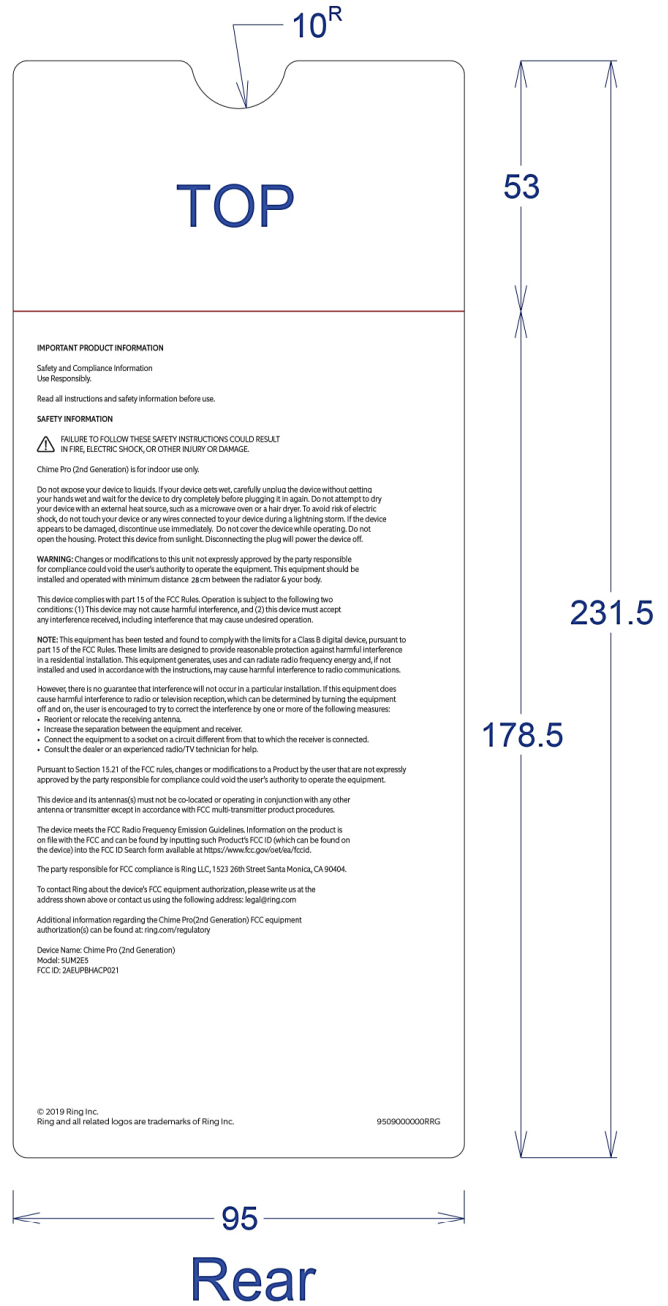 10R
TOP
53
IMPORTANT PRODUCT INFORMATION
Safety and Compliance Information
Use Responsibly.
Read all instructions and safety information before use.
SAFETY INFORMATION
FAILURE TO FOLLOW THESE SAFETY INSTRUCTIONS COULD RESULT
IN FIRE, ELECTRIC SHOCK, OR OTHER INJURY OR DAMAGE.
Chime Pro (2nd Generation) is for indoor use only.
Do not expose your device to liquids. If your device gets wet, carefully unplug the device without getting
your hands wet and wait for the device to dry completely before plugging it in again. Do not attempt to dry
your device with an external heat source, such as a microwave oven or a hair dryer. To avoid risk of electric
shock, do not touch your device or any wires connected to your device during a lightning storm. If the device
appears to be damaged, discontinue use immediately. Do not cover the device while operating. Do not
open the housing. Protect this device from sunlight. Disconnecting the plug will power the device off.
WARNING: Changes or modifications to this unit not expressly approved by the party responsible
for compliance could void the user's authority to operate the equipment. This equipment should be
installed and operated with minimum distance 28cm between the radiator & your body.
This device complies with part 15 of the FCC Rules. Operation is subject to the following two
conditions: (1) This device may not cause harmful interference, and (2) this device must accept
any interference received, including interference that may cause undesired operation.
NOTE: This equipment has been tested and found to comply with the limits for a Class B digital device, pursuant to
part 15 of the FCC Rules. These limits are designed to provide reasonable protection against harmful interference
in a residential installation. This equipment generates, uses and can radiate radio frequency energy and, if not
installed and used in accordance with the instructions, may cause harmful interference to radio communications.
However, there is no guarantee that interference will not occur in a particular installation. If this equipment does
cause harmful interference to radio or television reception, which can be determined by turning the equipment
off and on, the user is encouraged to try to correct the interference by one or more of the following measures:
• Reorient or relocate the receiving antenna.
• Increase the separation between the equipment and receiver.
• Connect the equipment to a socket on a circuit different from that to which the receiver is connected.
• Consult the dealer or an experienced radio/TV technician for help.
Pursuant to Section 15.21 of the FCC rules, changes or modifications to a Product by the user that are not expressly
approved by the party responsible for compliance could void the user's authority to operate the equipment.
This device and its antennas(s) must not be co-located or operating in conjunction with any other
antenna or transmitter except in accordance with FCC multi-transmitter product procedures.
The device meets the FCC Radio Frequency Emission Guidelines. Information on the product is
on file with the FCC and can be found by inputting such Product's FCC ID (which can be found on
the device) into the FCC ID Search form available at https://www.fcc.gov/oet/ea/fccid.
The party responsible for FCC compliance is Ring LLC, 1523 26th Street Santa Monica, CA 90404.
To contact Ring about the device's FCC equipment authorization, please write us at the
address shown above or contact us using the following address: legal@ring.com
Additional information regarding the Chime Pro(2nd Generation) FCC equipment
authorization(s) can be found at: ring.com/regulatory
Device Name: Chime Pro (2nd Generation)
Model: 5UM2E5
FCC ID: 2AEUPBHACP021
© 2019 Ring Inc.
Ring and all related logos are trademarks of Ring Inc.
9509000000RRG
231.5
178.5
95
Rear